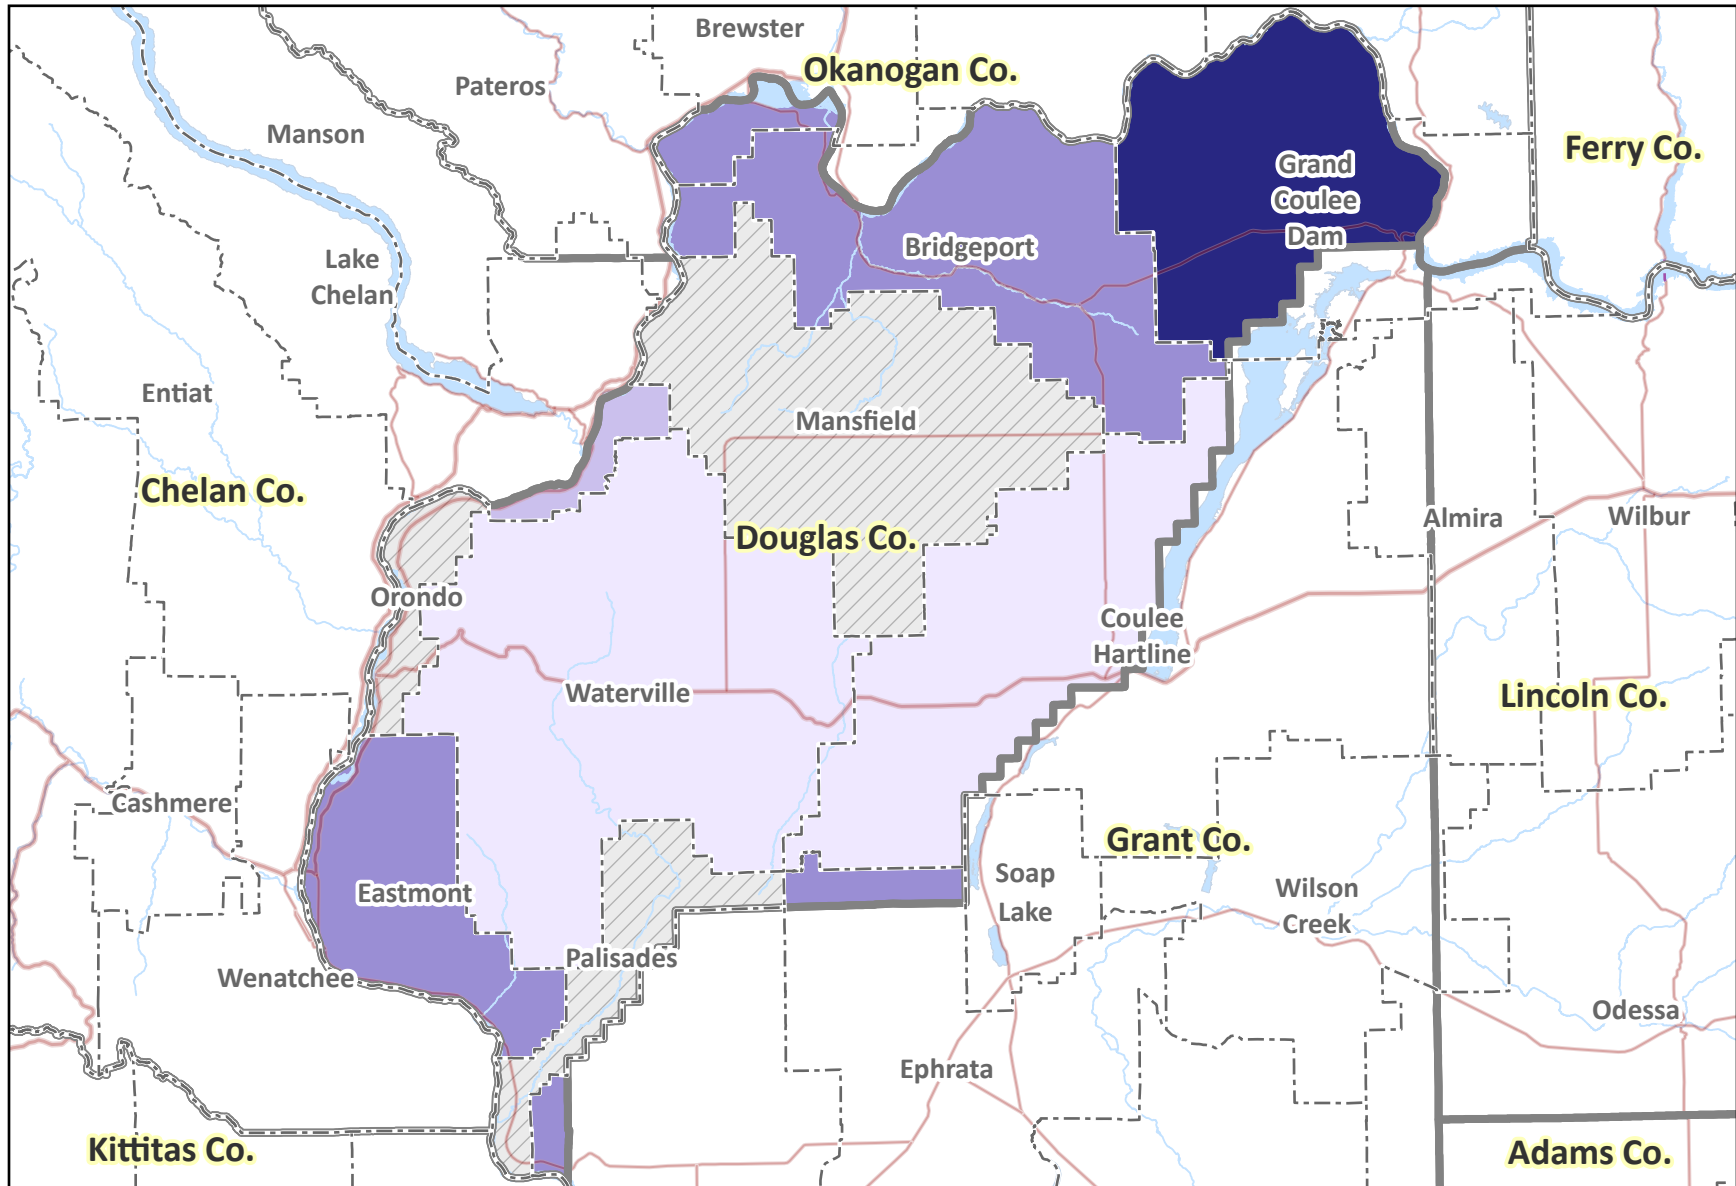 Brewster
Okanogan Co.
Pateros
Manson
Ferry Co.
Grand
Coulee
Dam
Bridgeport
Lake
Chelan
Entiat
Mansfield
Chelan Co.
Douglas Co.
Almira
Wilbur
Orondo
Coulee
Hartline
Waterville
Lincoln Co.
Cashmere
Grant Co.
Eastmont
Soap
Lake
Wilson
Creek
Palisades
Wenatchee
Odessa
Ephrata
Kittitas Co.
Adams Co.